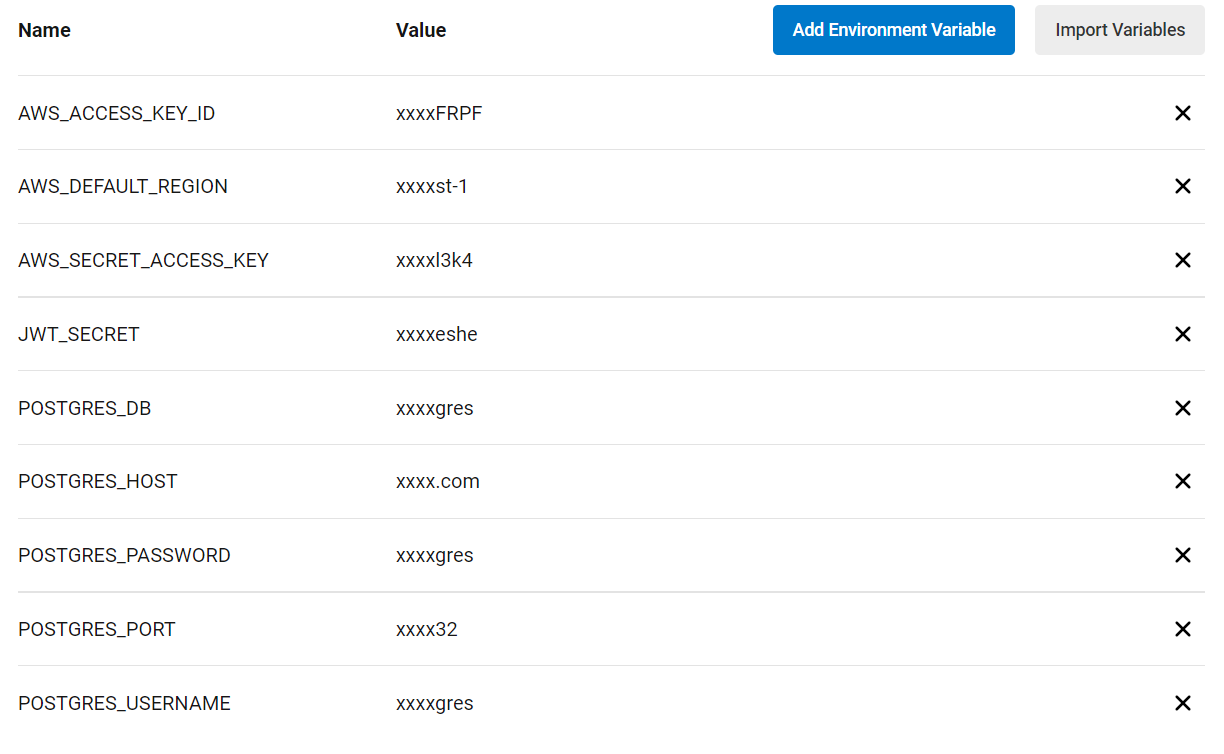 Name Value Add Environment Variable Import Variables
AWS_ACCESS_KEY_ID xxxxFRPF
AWS_DEFAULT_REGION xxxxst-1
AWS_SECRET_ACCESS_KEY xxxxl3k4
JWT_SECRET xxxxeshe
POSTGRES_DB xxxxgres
POSTGRES_HOST xxxx.com
POSTGRES_PASSWORD xxxxgres
POSTGRES_PORT xxxx32
POSTGRES_USERNAME xxxxgres